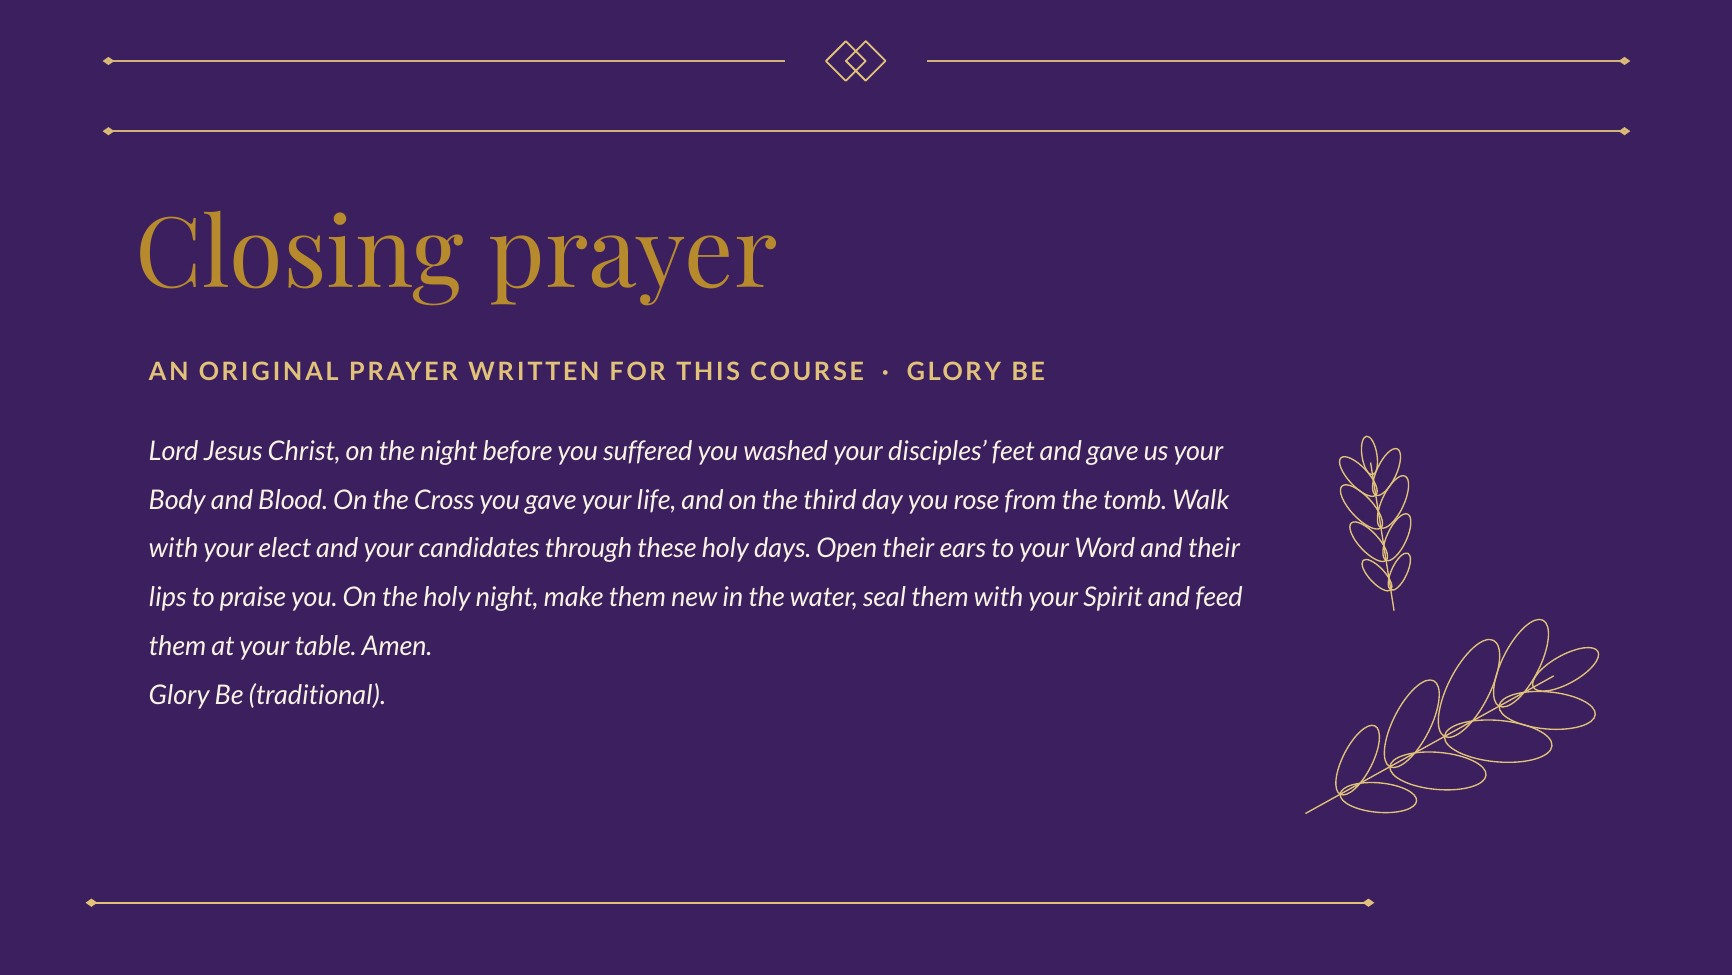 Closing prayer
AN ORIGINAL PRAYER WRITTEN FOR THIS COURSE · GLORY BE
Lord Jesus Christ, on the night before you suffered you washed your disciples’ feet and gave us your
Body and Blood. On the Cross you gave your life, and on the third day you rose from the tomb. Walk
with your elect and your candidates through these holy days. Open their ears to your Word and their
lips to praise you. On the holy night, make them new in the water, seal them with your Spirit and feed
them at your table. Amen.
Glory Be (traditional).